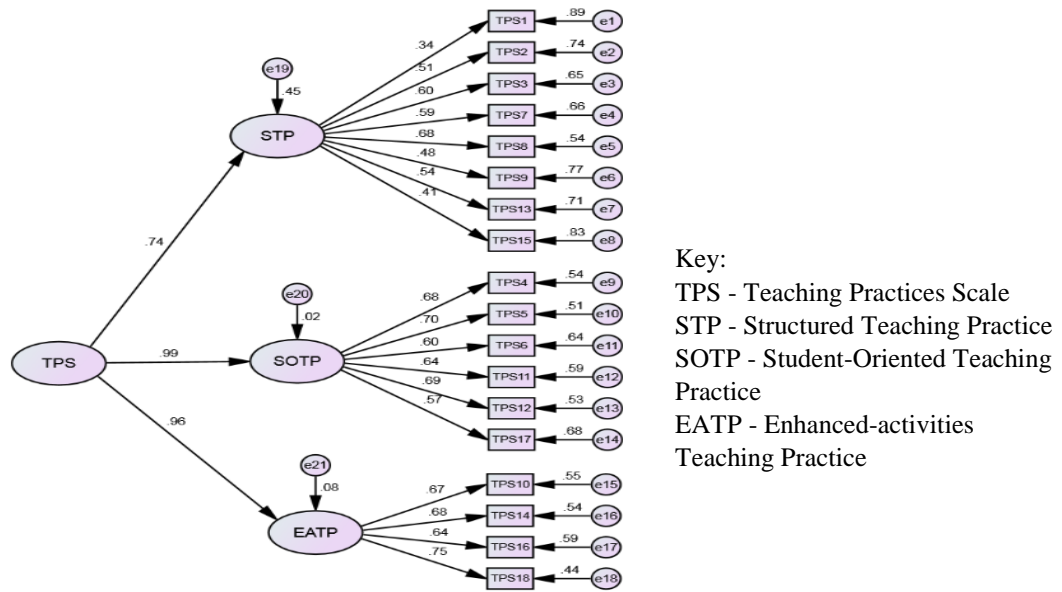 .89
TPS1
e1
.34
.74
TPS2
e2
.51
.65
TPS3
e3
.60
e19
.45
.66
TPS7
e4
.59
STP
.54
TPS8
e5
.68
.77
TPS9
e6
.48
.71
TPS13
e7
.54
.83
TPS15
e8
.41
.74
.54
TPS4
e9
.68
e20
.02
.51
TPS5
e10
.70
.64
TPS6
e11
.60
TPS
.99
SOTP
.59
TPS11
e12
.64
.53
TPS12
e13
.69
.68
TPS17
e14
.57
.96
e21
.08
.55
TPS10
e15
.67
.54
TPS14
e16
.68
EATP
.59
TPS16
e17
.64
.44
TPS18
e18
.75
Key:
TPS - Teaching Practices Scale
STP - Structured Teaching Practice
SOTP - Student-Oriented Teaching
Practice
EATP - Enhanced-activities
Teaching Practice